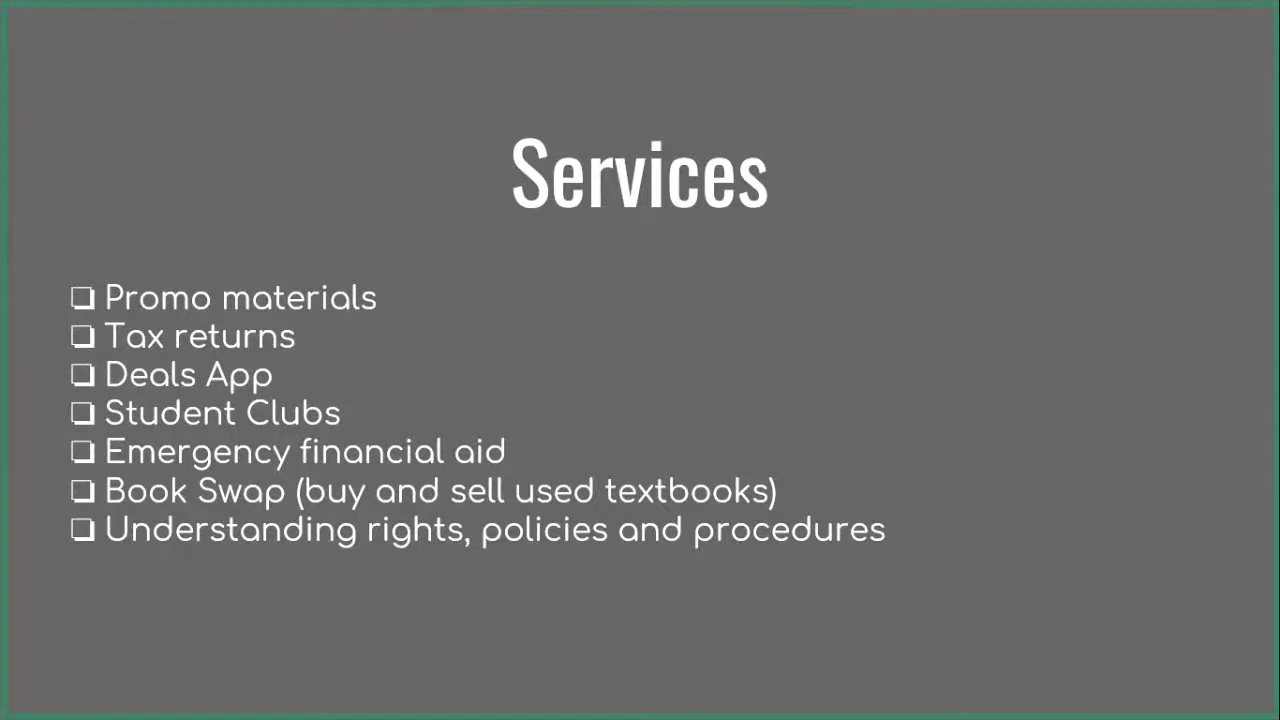 Services
❏ Promo materials
❏ Tax returns
❏ Deals App
❏ Student Clubs
❏ Emergency financial aid
❏ Book Swap (buy and sell used textbooks)
❏ Understanding rights, policies and procedures